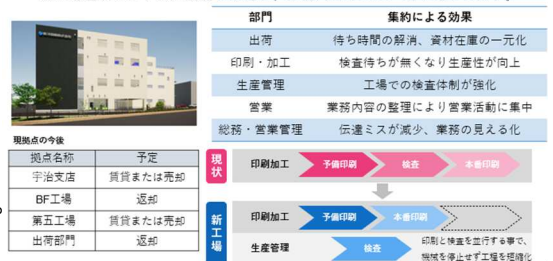 部門 集約による効果
出荷 待ち時間の解消、資材在庫の一元化
印刷・加工 検査待ちが無くなり生産性が向上
生産管理 工場での検査体制が強化
営業 業務内容の整理により営業活動に集中
総務・営業管理 伝達ミスが減少、業務の見える化
現拠点の今後
拠点名称 予定
宇治支店 賃貸または売却
BF工場 返却
第五工場 賃貸または売却
出荷部門 返却
現状
印刷加工 予備印刷 検査 本番印刷
新工場
印刷加工 予備印刷 本番印刷
生産管理 検査
印刷と検査を並行する事で、
機械を停止せず工程を短縮化